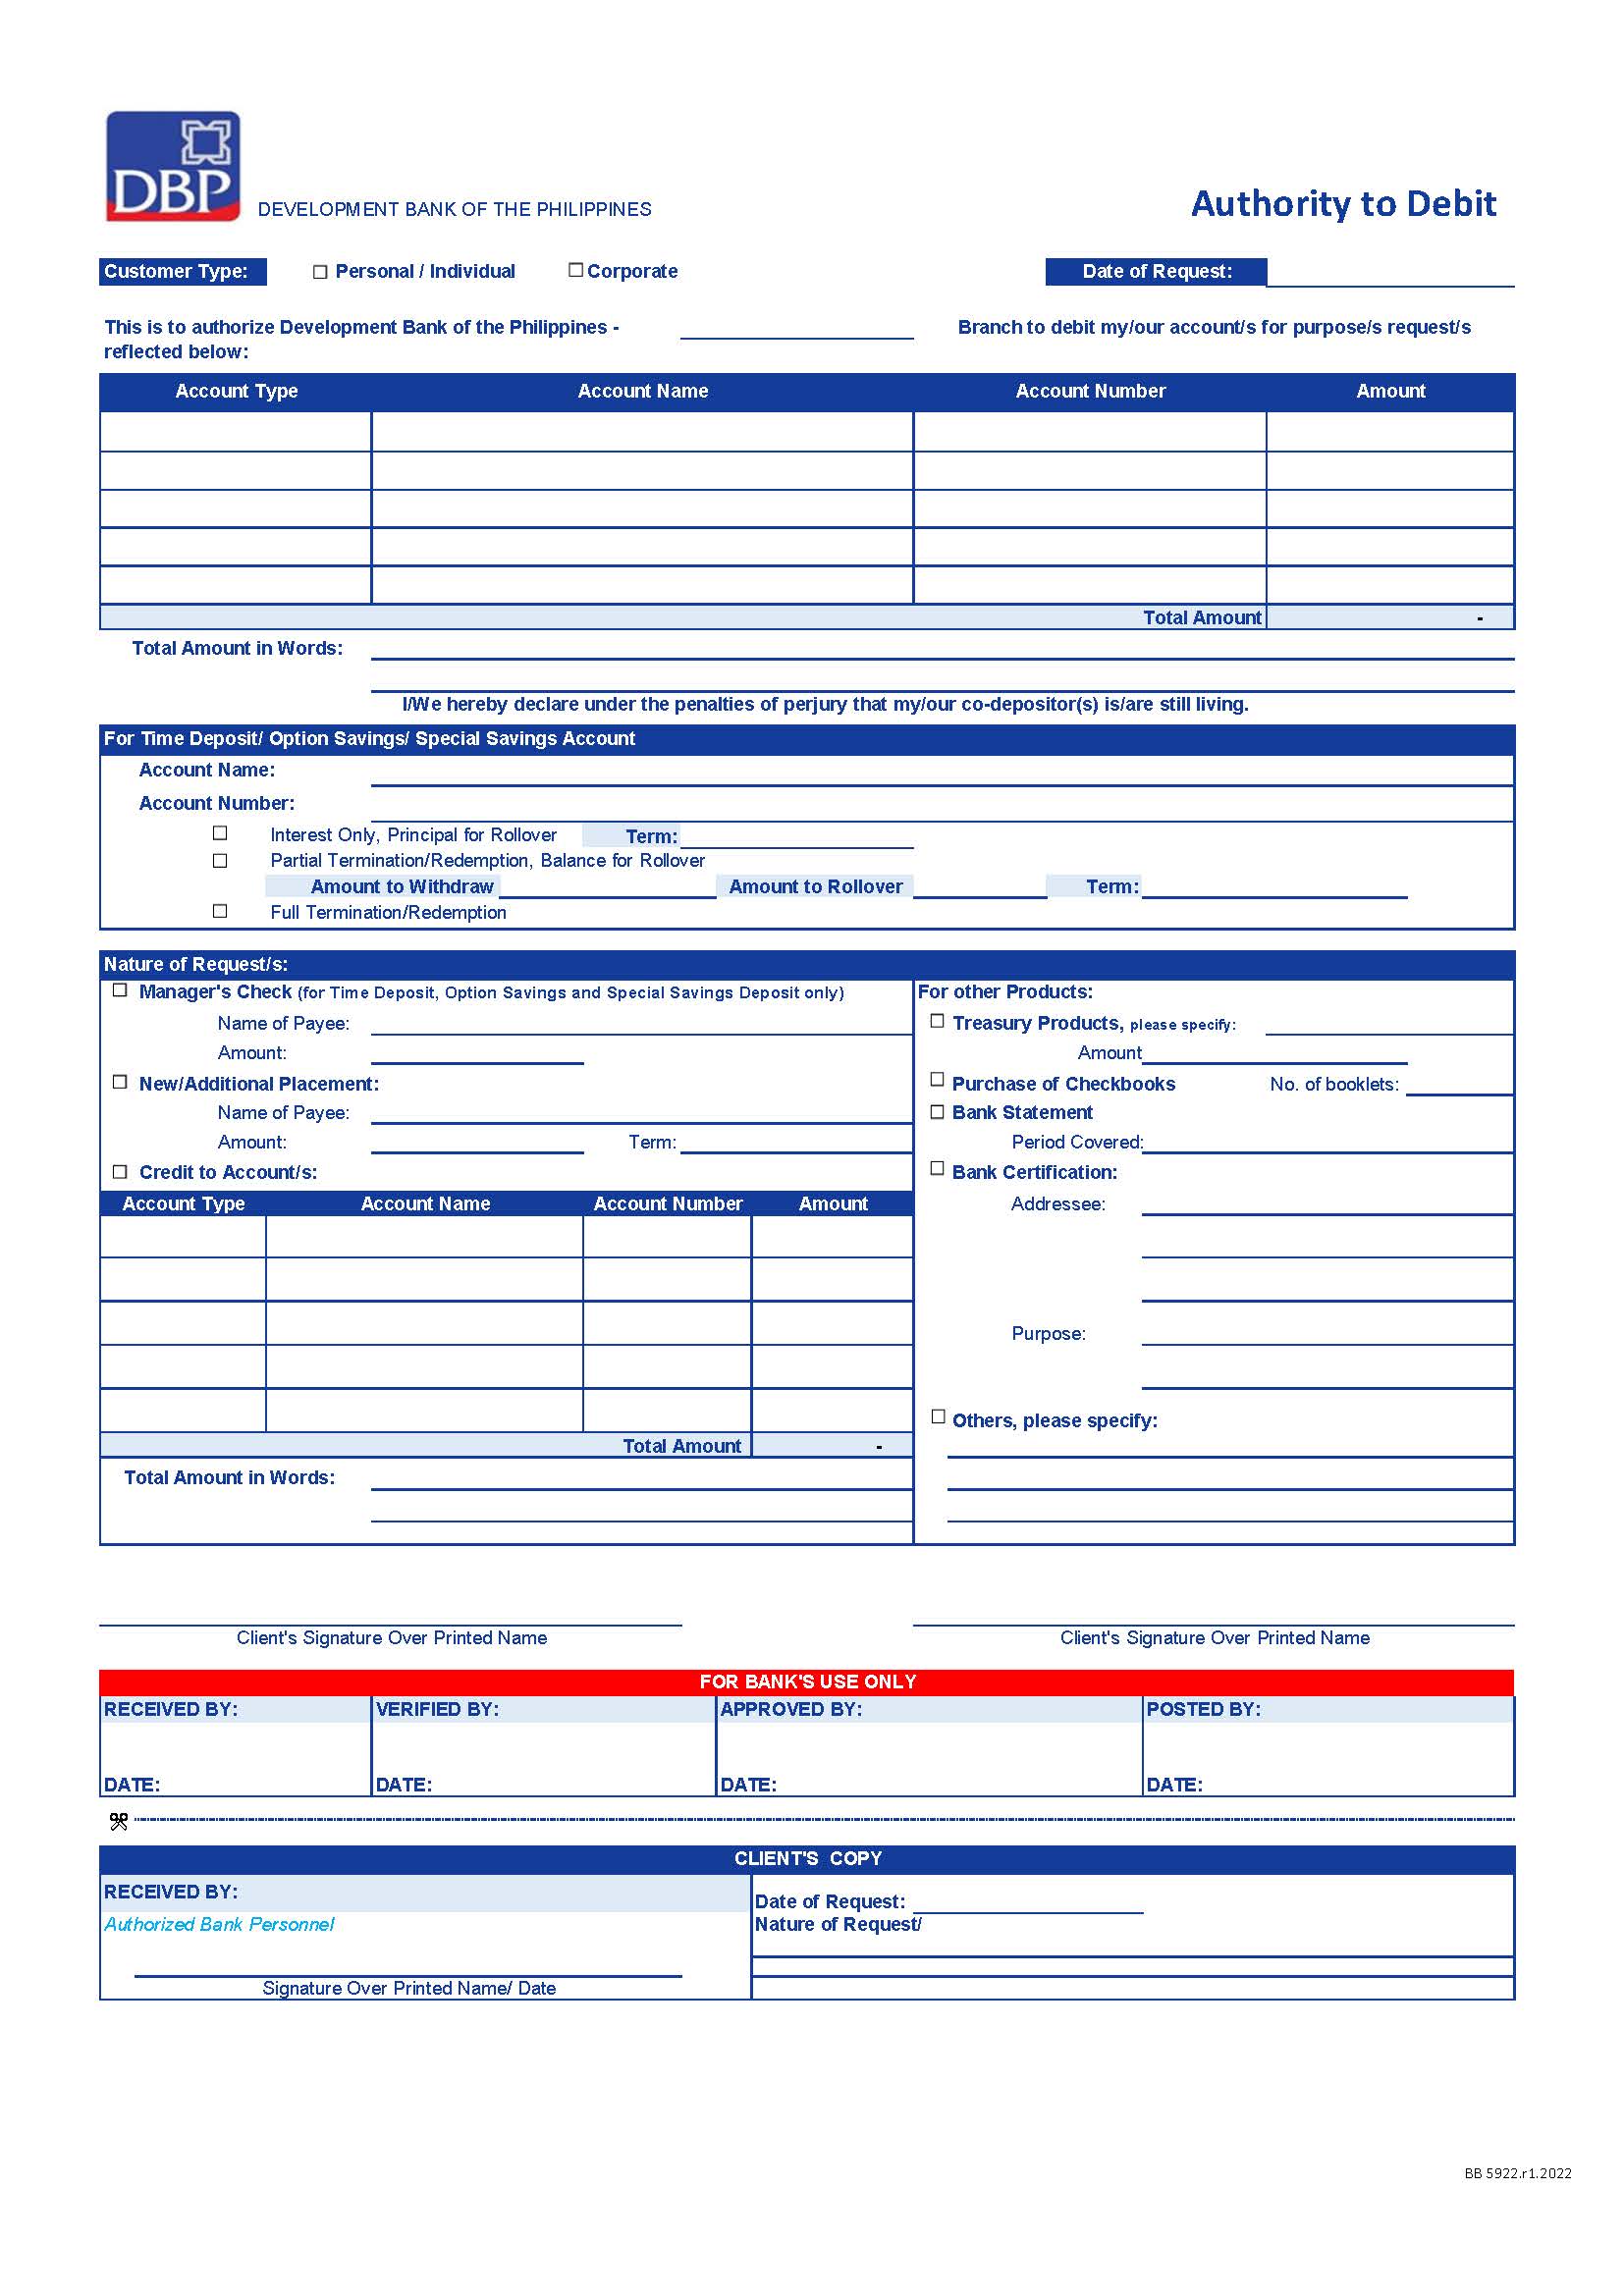 DBP
DEVELOPMENT BANK OF THE PHILIPPINES
Authority to Debit
Customer Type: ☐ Personal / Individual ☐ Corporate Date of Request:
This is to authorize Development Bank of the Philippines - Branch to debit my/our account/s for purpose/s request/s
reflected below:
Account Type Account Name Account Number Amount
Total Amount -
Total Amount in Words:
I/We hereby declare under the penalties of perjury that my/our co-depositor(s) is/are still living.
For Time Deposit/ Option Savings/ Special Savings Account
Account Name:
Account Number:
☐ Interest Only, Principal for Rollover Term:
☐ Partial Termination/Redemption, Balance for Rollover
Amount to Withdraw Amount to Rollover Term:
☐ Full Termination/Redemption
Nature of Request/s:
☐ Manager's Check (for Time Deposit, Option Savings and Special Savings Deposit only)
Name of Payee:
Amount:
☐ New/Additional Placement:
Name of Payee:
Amount: Term:
☐ Credit to Account/s:
Account Type Account Name Account Number Amount
Total Amount -
Total Amount in Words:
For other Products:
☐ Treasury Products, please specify:
Amount
☐ Purchase of Checkbooks No. of booklets:
☐ Bank Statement
Period Covered:
☐ Bank Certification:
Addressee:
Purpose:
☐ Others, please specify:
Client's Signature Over Printed Name Client's Signature Over Printed Name
FOR BANK'S USE ONLY
RECEIVED BY: VERIFIED BY: APPROVED BY: POSTED BY:
DATE: DATE: DATE: DATE:
CLIENT'S COPY
RECEIVED BY:
Authorized Bank Personnel
Signature Over Printed Name/ Date
Date of Request:
Nature of Request/
BB 5922.r1.2022